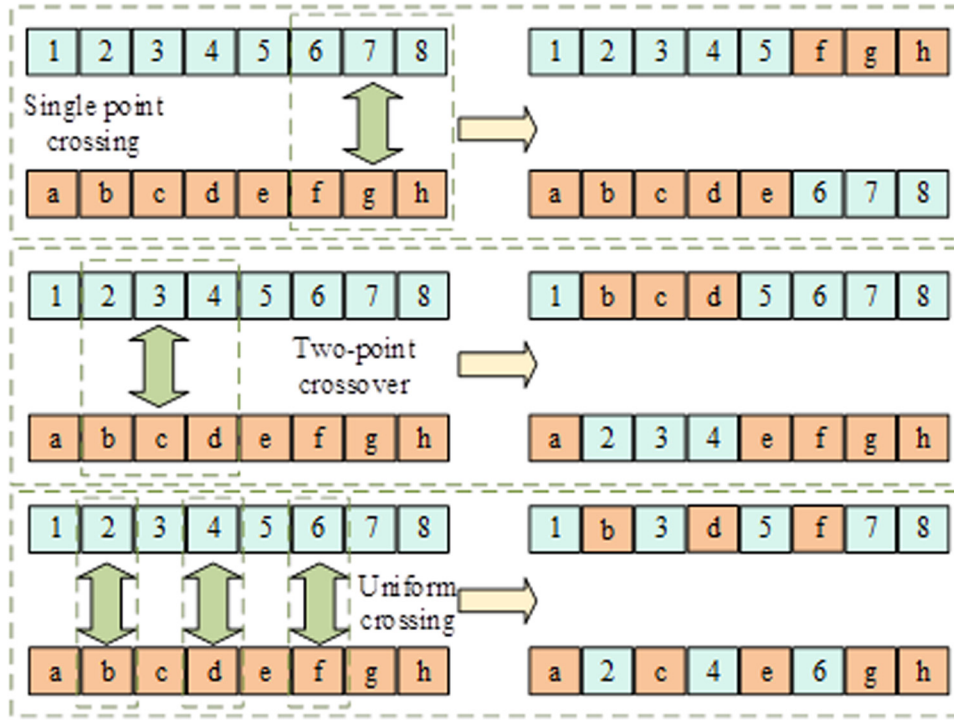 1 2 3 4 5 6 7 8 1 2 3 4 5 f g h
Single point
crossing
a b c d e f g h a b c d e 6 7 8
1 2 3 4 5 6 7 8 1 b c d 5 6 7 8
Two-point
crossover
a b c d e f g h a 2 3 4 e f g h
1 2 3 4 5 6 7 8 1 b 3 d 5 f 7 8
Uniform
crossing
a b c d e f g h a 2 c 4 e 6 g h